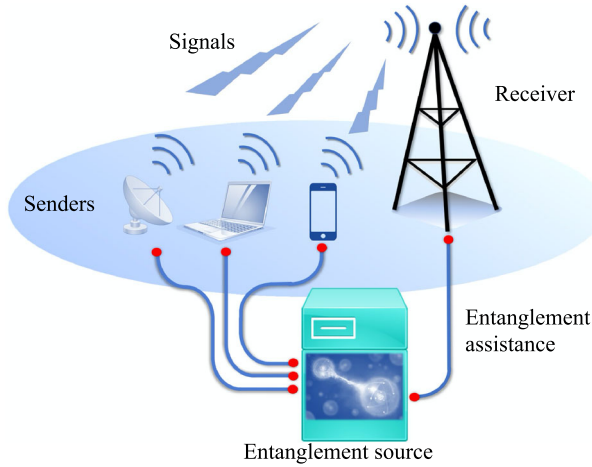 Signals
Receiver
Senders
Entanglement
assistance
Entanglement source